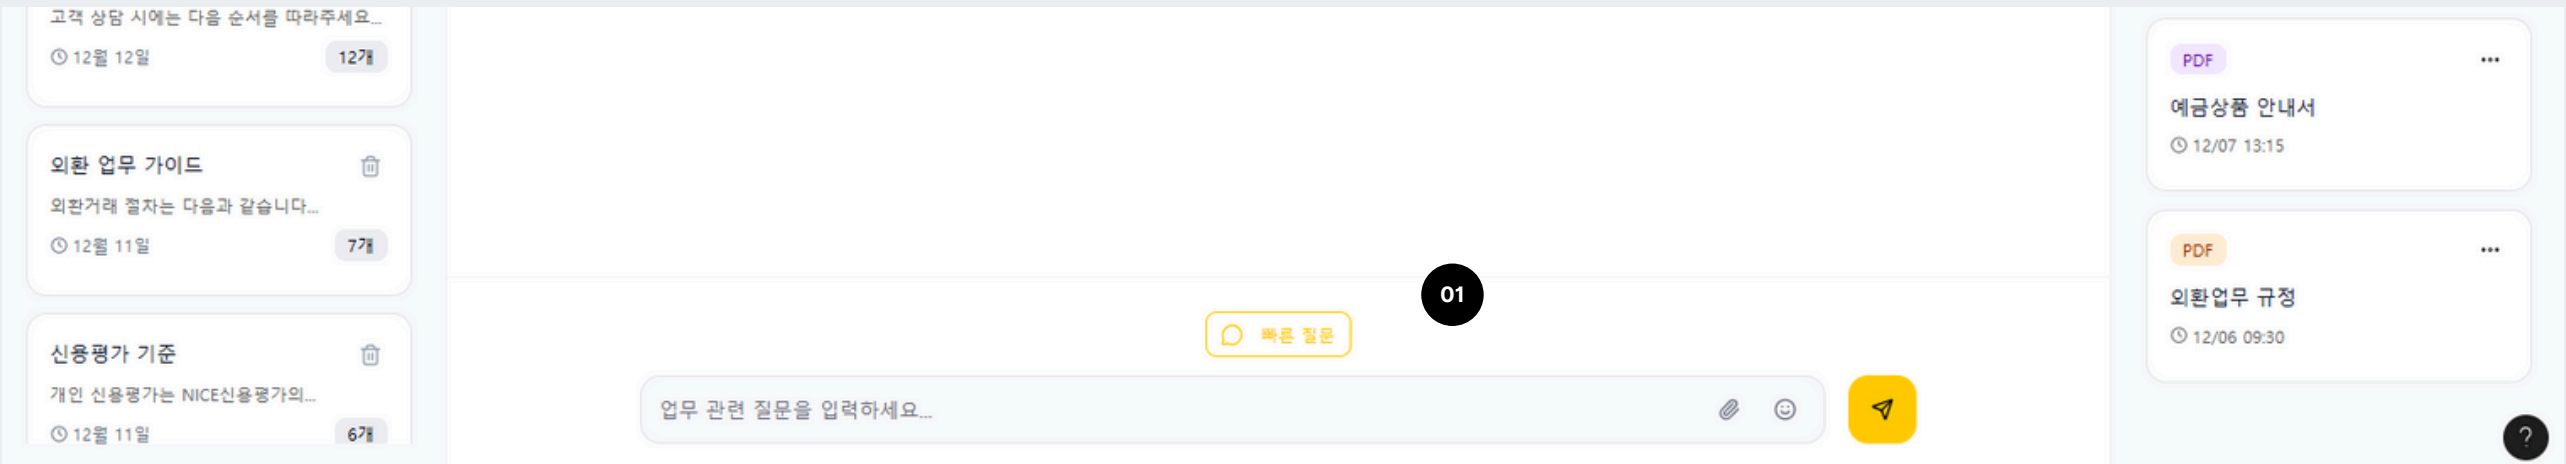 고객 상담 시에는 다음 순서를 따라주세요...
12월 12일
12개
외환 업무 가이드
외환거래 절차는 다음과 같습니다...
12월 11일
7개
신용평가 기준
개인 신용평가는 NICE신용평가의...
12월 11일
6개
01
빠른 질문
업무 관련 질문을 입력하세요...
PDF
예금상품 안내서
12/07 13:15
PDF
외환업무 규정
12/06 09:30
?